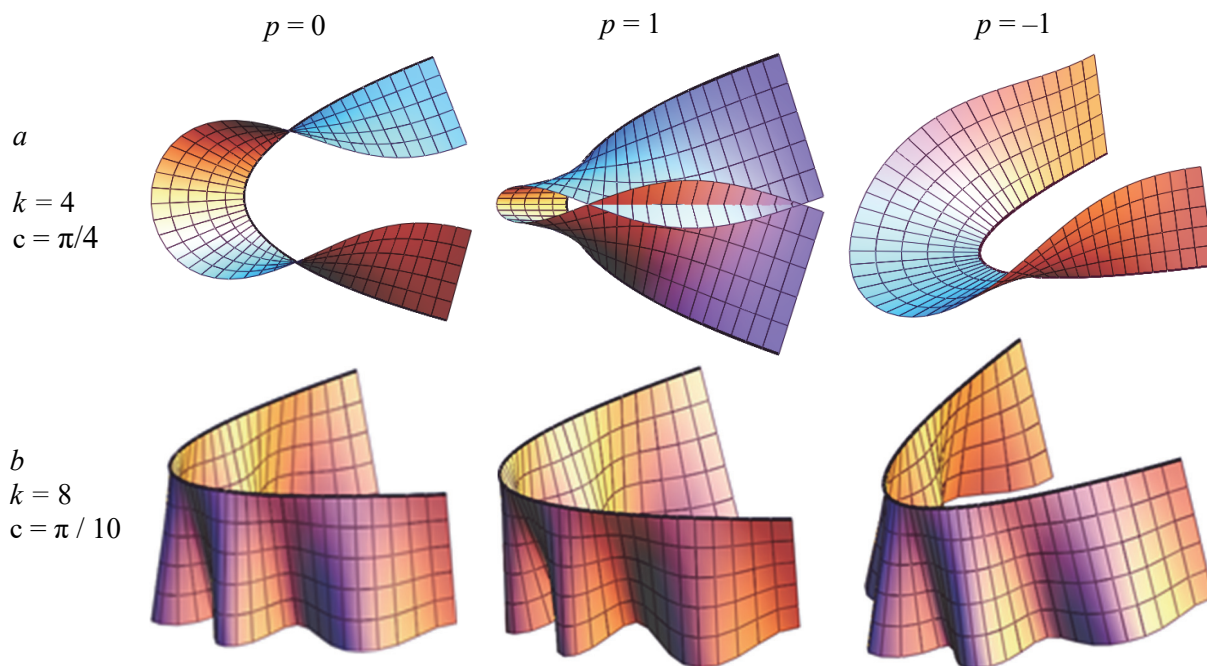 p = 0 p = 1 p = –1
a
k = 4
c = π/4
b
k = 8
c = π / 10